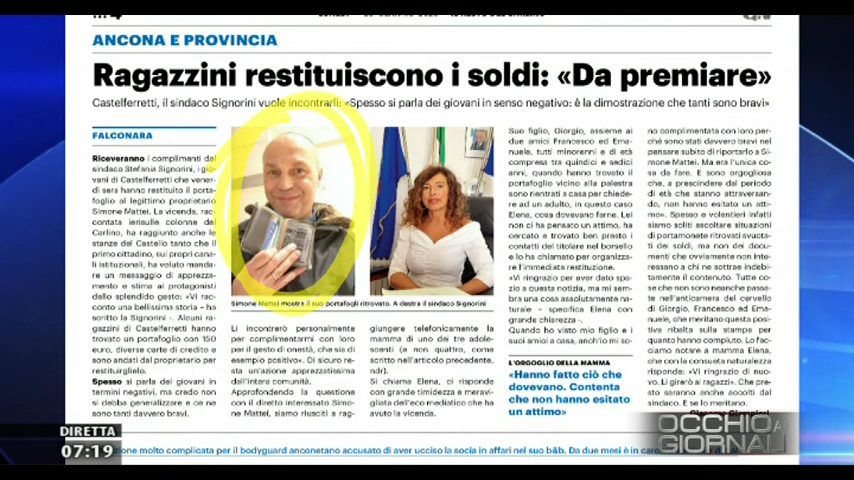 ANCONA E PROVINCIA
Ragazzini restituiscono i soldi: «Da premiare»
Castelferretti, il sindaco Signorini vuole incontrarli: «Spesso si parla dei giovani in senso negativo: è la dimostrazione che tanti sono bravi»
FALCONARA
Riceveranno i complimenti dal
sindaco Stefania Signorini, i gio-
vani di Castelferretti che vener-
dì sera hanno restituito il porta-
foglio al legittimo proprietario
Simone Mattei. La vicenda, rac-
contata ieri sulle colonne del
Carlino, ha raggiunto anche le
stanze del Castello tanto che il
primo cittadino, sui propri canali
istituzionali, ha voluto manda-
re un messaggio di apprezza-
mento e stima ai protagonisti
dello splendido gesto: «Vi rac-
conto una bellissima storia – ha
scritto la Signorini -. Alcuni ra-
gazzini di Castelferretti hanno
trovato un portafoglio con 150
euro, diverse carte di credito e
sono andati dal proprietario per
restituirglielo.
Spesso si parla dei giovani in
termini negativi, ma credo non
si debba generalizzare e ce ne
sono tanti davvero bravi.
Simone Mattei mostra il suo portafogli ritrovato. A destra il sindaco Signorini
Li incontrerò personalmente
per complimentarmi con loro
per il gesto di onestà, che sia di
esempio positivo». Di sicuro re-
sta un'azione apprezzatissima
dall'intera comunità.
Approfondendo la questione
con il diretto interessato Simo-
ne Mattei, siamo riusciti a rag-
giungere telefonicamente la
mamma di uno dei tre adole-
scenti (e non quattro, come
scritto nell'articolo precedente,
ndr).
Si chiama Elena, ci risponde
con grande timidezza e meravi-
gliata dell'eco mediatico che ha
avuto la vicenda.
Suo figlio, Giorgio, assieme ai
due amici Francesco ed Ema-
nuele, tutti minorenni e di età
compresa tra quindici e sedici
anni, quando hanno trovato il
portafoglio vicino alla palestra
sono rientrati a casa per chiede-
re ad un adulto, in questo caso
Elena, cosa dovevano farne. Lei
non ci ha pensato un attimo, ha
cercato e trovato ben presto i
contatti del titolare nel borsello
e lo ha chiamato per organizza-
re l'immediata restituzione.
«Vi ringrazio per aver dato spa-
zio a questa notizia, ma mi sem-
bra una cosa assolutamente na-
turale – specifica Elena con
grande chiarezza -.
Quando ho visto mio figlio e i
suoi amici a casa, anch'io mi so-
L'ORGOGLIO DELLA MAMMA
«Hanno fatto ciò che
dovevano. Contenta
che non hanno esitato
un attimo»
no complimentata con loro per-
ché sono stati davvero bravi nel
pensare subito di riportarlo a Si-
mone Mattei. Ma era l'unica co-
sa da fare. E sono orgogliosa
che, a prescindere dal periodo
di età che stanno attraversan-
do, non hanno esitato un atti-
mo». Spesso e volentieri infatti
siamo soliti ascoltare situazioni
di portamonete ritrovati svuota-
ti dei soldi, ma non dei docu-
menti che ovviamente non inte-
ressano a chi ne sottrae indebi-
tamente il contenuto. Tutte co-
se che non sono neanche passa-
te nell'anticamera del cervello
di Giorgio, Francesco ed Ema-
nuele, che meritano questa po-
sitiva ribalta sulla stampa per
quanto hanno compiuto. Lo fac-
ciamo notare a mamma Elena,
che con la consueta naturalezza
risponde: «Vi ringrazio di nuo-
vo. Li girerò ai ragazzi». Che pre-
sto saranno anche accolti dal
sindaco. E se lo meritano.
OCCHIO AI
GIORNALI
DIRETTA
07:19
molto complicata per il bodyguard anconetano accusato di aver ucciso la socia in affari nel suo b&b. Da due mesi è in